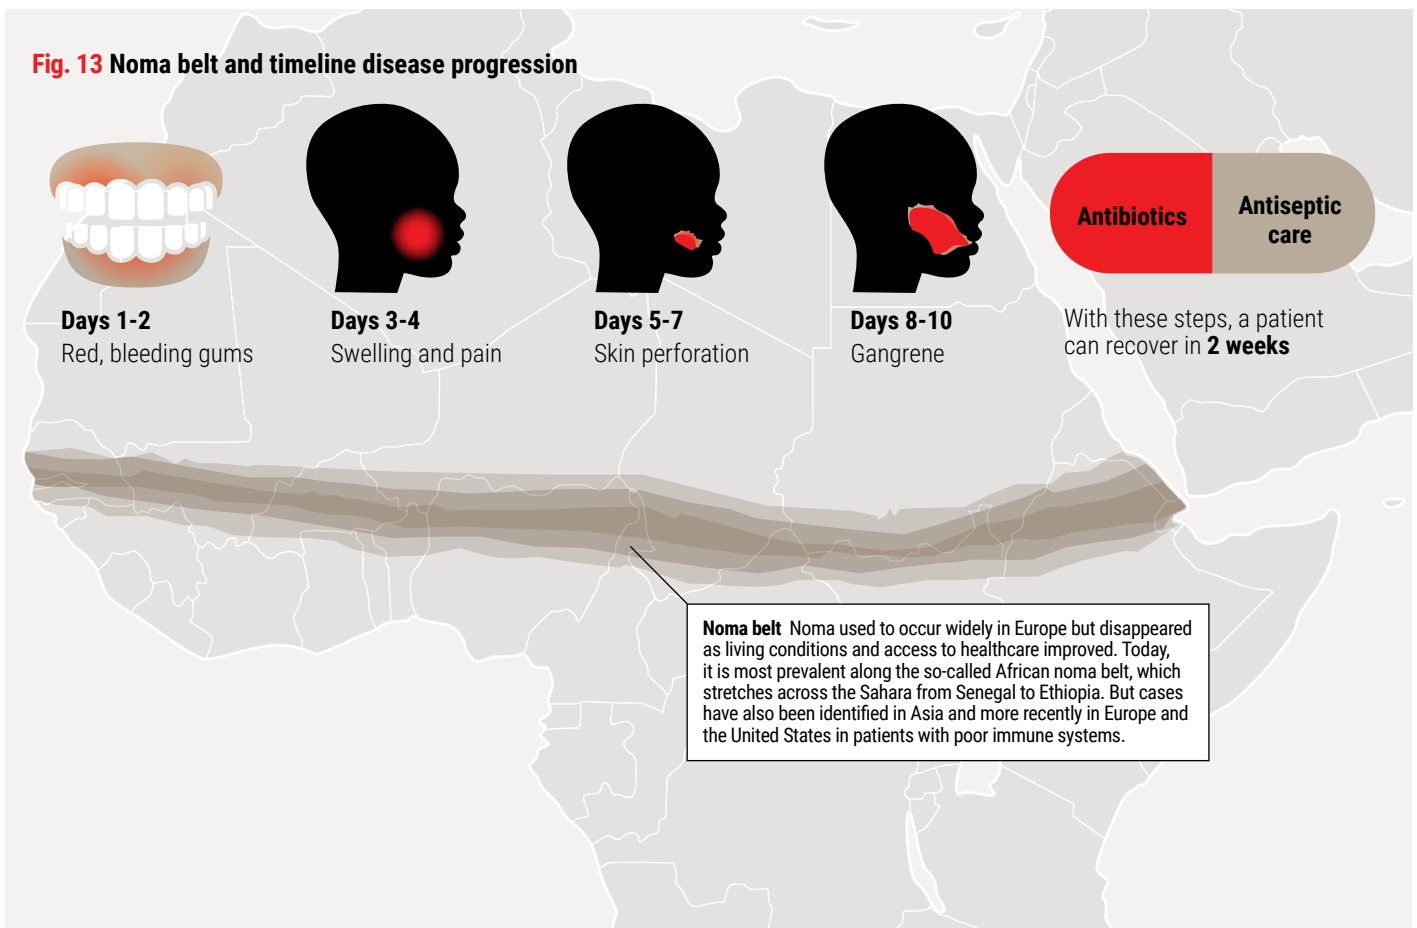 Fig. 13 Noma belt and timeline disease progression
Days 1-2
Red, bleeding gums
Days 3-4
Swelling and pain
Days 5-7
Skin perforation
Days 8-10
Gangrene
Antibiotics
Antiseptic
care
With these steps, a patient
can recover in 2 weeks
Noma belt Noma used to occur widely in Europe but disappeared
as living conditions and access to healthcare improved. Today,
it is most prevalent along the so-called African noma belt, which
stretches across the Sahara from Senegal to Ethiopia. But cases
have also been identified in Asia and more recently in Europe and
the United States in patients with poor immune systems.